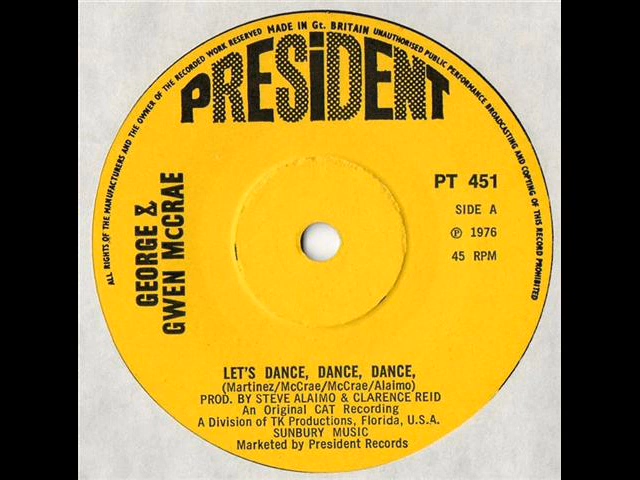 ALL RIGHTS OF THE MANUFACTURERS AND THE OWNER OF THE RECORDED WORK RESERVED MADE IN Gt. BRITAIN UNAUTHORISED PUBLIC PERFORMANCE BROADCASTING AND COPYING OF THIS RECORD PROHIBITED
PRESiDENT
GEORGE &
GWEN McCRAE
PT 451
SIDE A
℗ 1976
45 RPM
LET'S DANCE, DANCE, DANCE,
(Martinez/McCrae/McCrae/Alaimo)
PROD. BY STEVE ALAIMO & CLARENCE REID
An Original CAT Recording
A Division of TK Productions, Florida, U.S.A.
SUNBURY MUSIC
Marketed by President Records